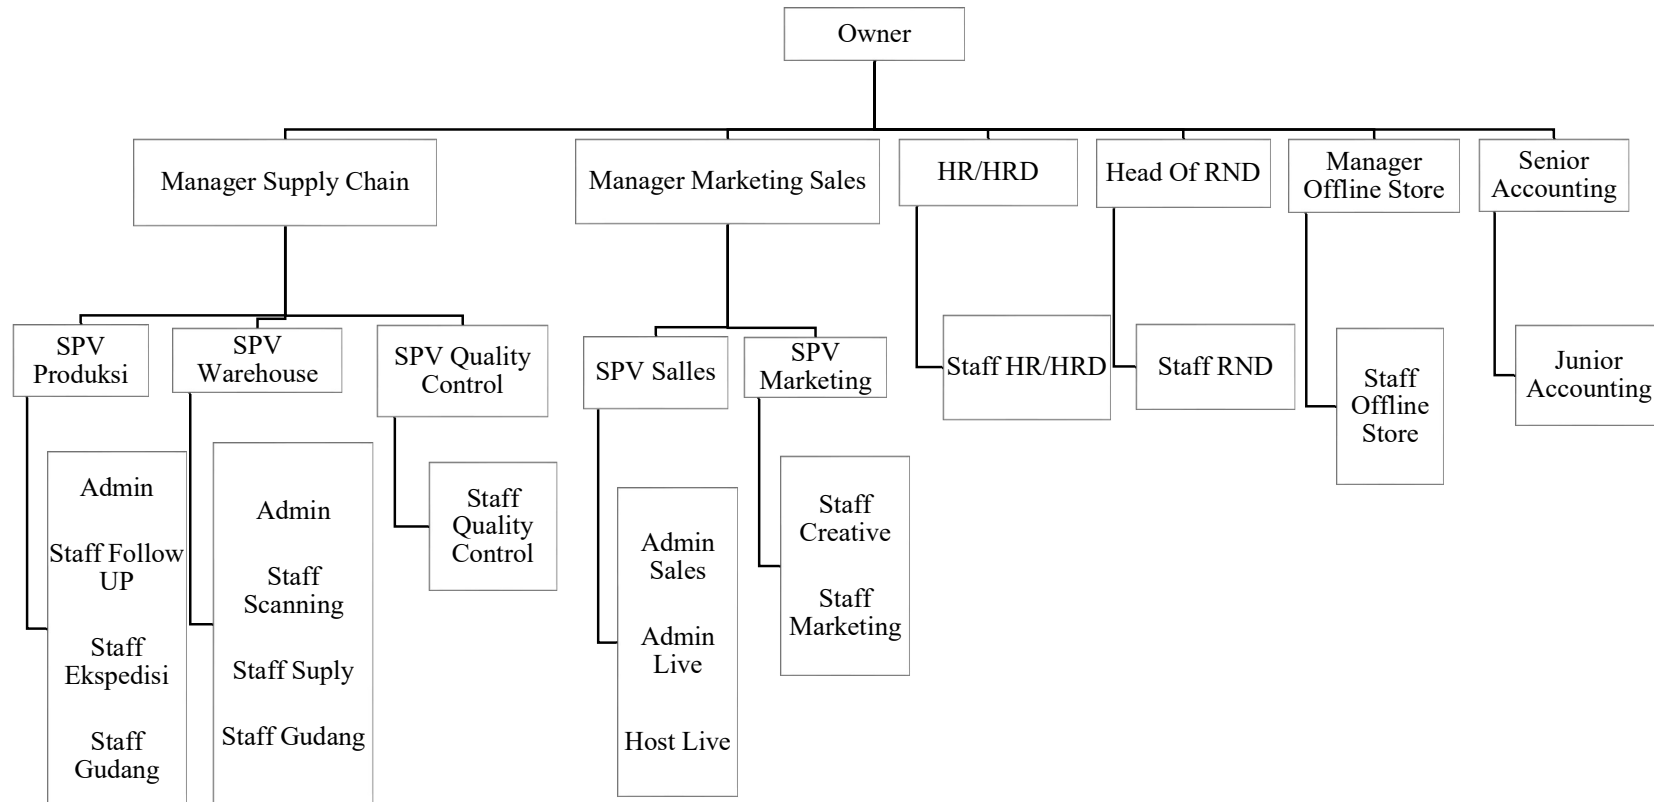 Owner
Manager Supply Chain
Manager Marketing Sales
HR/HRD
Head Of RND
Manager
Offline Store
Senior
Accounting
SPV
Produksi
SPV
Warehouse
SPV Quality
Control
SPV Salles
SPV
Marketing
Staff HR/HRD
Staff RND
Staff
Offline
Store
Junior
Accounting
Admin
Staff Follow
UP
Staff
Ekspedisi
Staff
Gudang
Admin
Staff
Scanning
Staff Suply
Staff Gudang
Staff
Quality
Control
Admin
Sales
Admin
Live
Host Live
Staff
Creative
Staff
Marketing